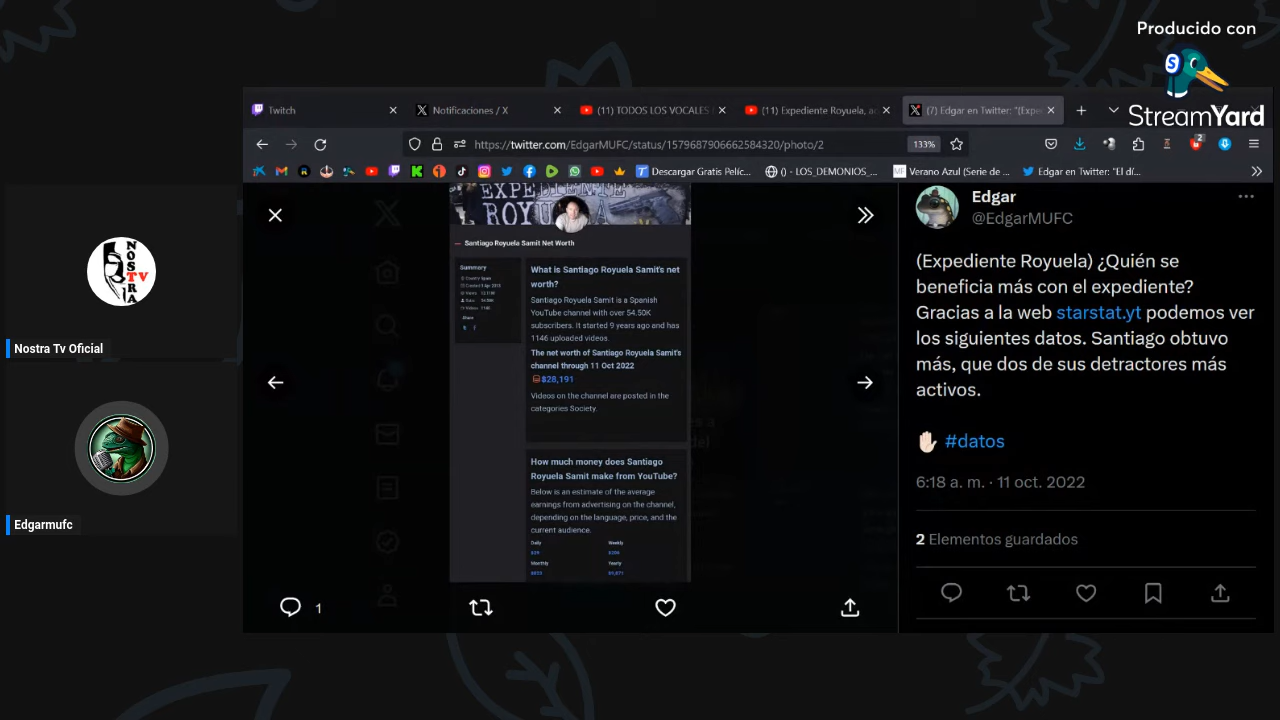 Producido con
StreamYard
Twitch
Notificaciones / X
(11) TODOS LOS VOCALES
(11) Expediente Royuela, a
(7) Edgar en Twitter: "(Expe
https://twitter.com/EdgarMUFC/status/1579687906662584320/photo/2
133%
2
Descargar Gratis Pelíc...
() - LOS_DEMONIOS_...
MF
Verano Azul (Serie de ...
Edgar en Twitter: "El dí...
NOSTRA
TV
Nostra Tv Oficial
Edgarmufc
EXPEDIENTE
ROYUELA
Santiago Royuela Samit Net Worth
Summary
Share
What is Santiago Royuela Samit's net
worth?
Santiago Royuela Samit is a Spanish
YouTube channel with over 54.50K
subscribers. It started 9 years ago and has
1146 uploaded videos.
The net worth of Santiago Royuela Samit's
channel through 11 Oct 2022
$28,191
Videos on the channel are posted in the
categories Society.
How much money does Santiago
Royuela Samit make from YouTube?
Below is an estimate of the average
earnings from advertising on the channel,
depending on the language, price, and the
current audience.
Daily
Weekly
Monthly
Yearly
1
Edgar
@EdgarMUFC
(Expediente Royuela) ¿Quién se
beneficia más con el expediente?
Gracias a la web starstat.yt podemos ver
los siguientes datos. Santiago obtuvo
más, que dos de sus detractores más
activos.
#datos
6:18 a. m. · 11 oct. 2022
2 Elementos guardados